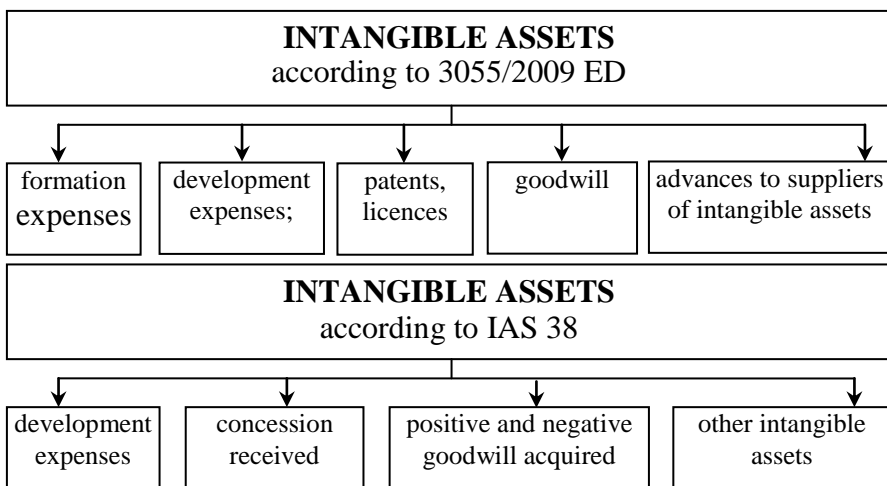 INTANGIBLE ASSETS
according to 3055/2009 ED
formation
expenses
development
expenses;
patents,
licences
goodwill
advances to suppliers
of intangible assets
INTANGIBLE ASSETS
according to IAS 38
development
expenses
concession
received
positive and negative
goodwill acquired
other intangible
assets